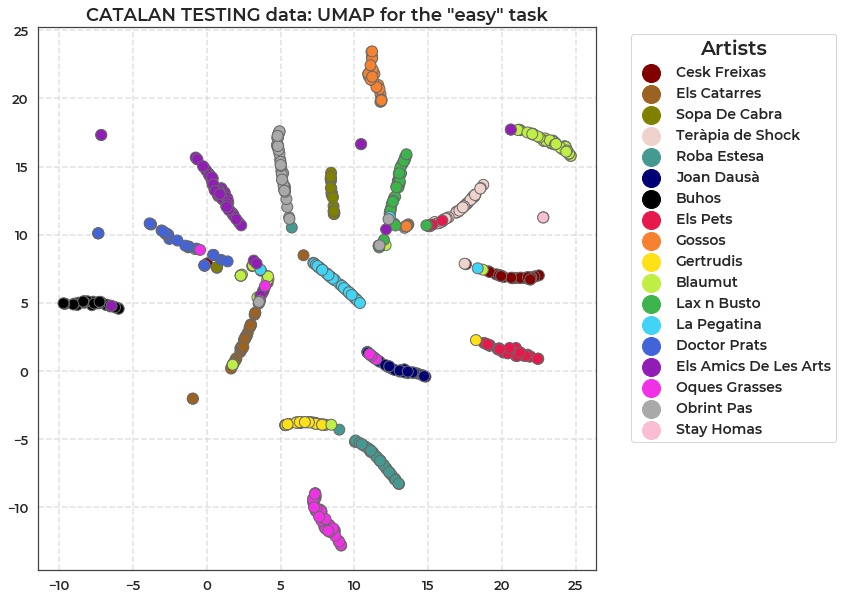 CATALAN TESTING data: UMAP for the "easy" task
25
20
15
10
5
0
−5
−10
−10
−5
0
5
10
15
20
25
Artists
Cesk Freixas
Els Catarres
Sopa De Cabra
Teràpia de Shock
Roba Estesa
Joan Dausà
Buhos
Els Pets
Gossos
Gertrudis
Blaumut
Lax n Busto
La Pegatina
Doctor Prats
Els Amics De Les Arts
Oques Grasses
Obrint Pas
Stay Homas